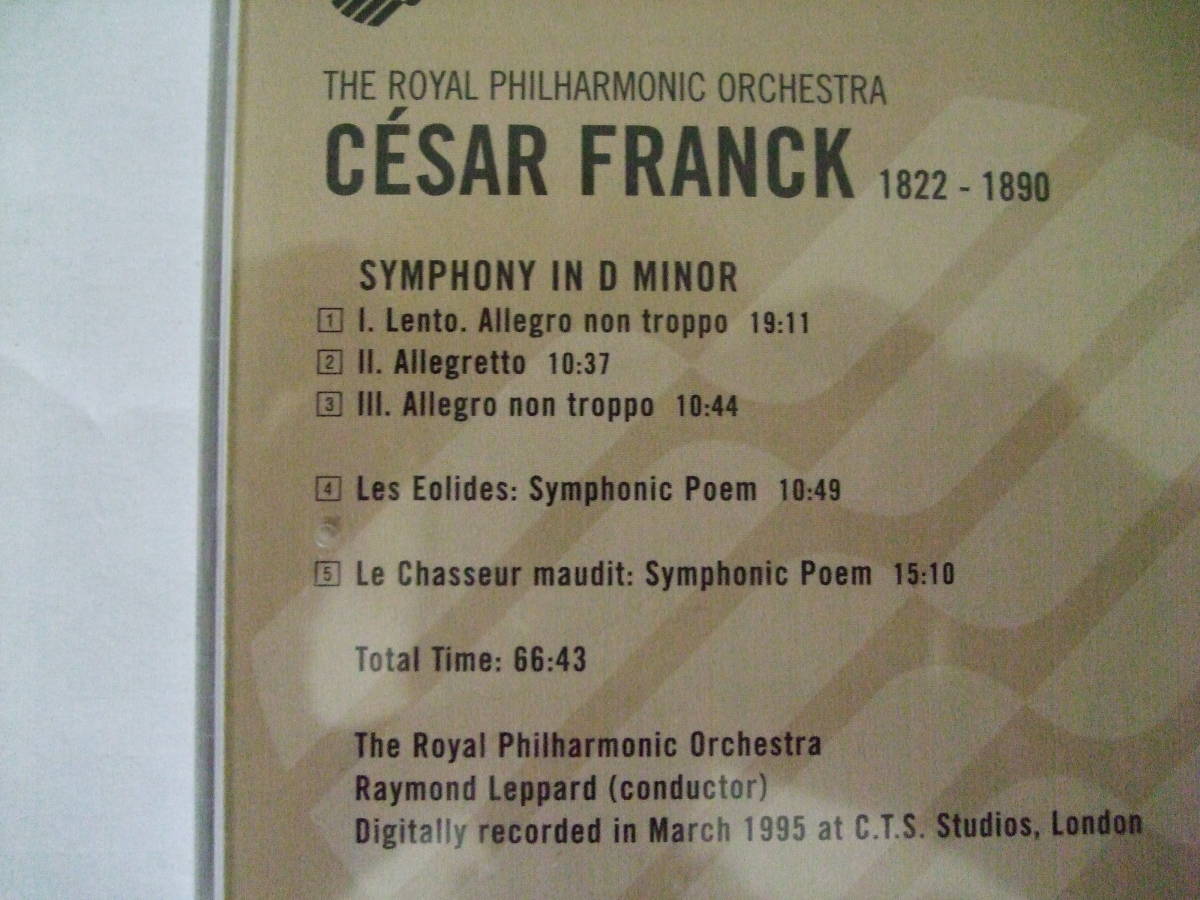 THE ROYAL PHILHARMONIC ORCHESTRA
CÉSAR FRANCK 1822 - 1890
SYMPHONY IN D MINOR
1 I. Lento. Allegro non troppo 19:11
2 II. Allegretto 10:37
3 III. Allegro non troppo 10:44
4 Les Eolides: Symphonic Poem 10:49
5 Le Chasseur maudit: Symphonic Poem 15:10
Total Time: 66:43
The Royal Philharmonic Orchestra
Raymond Leppard (conductor)
Digitally recorded in March 1995 at C.T.S. Studios, London